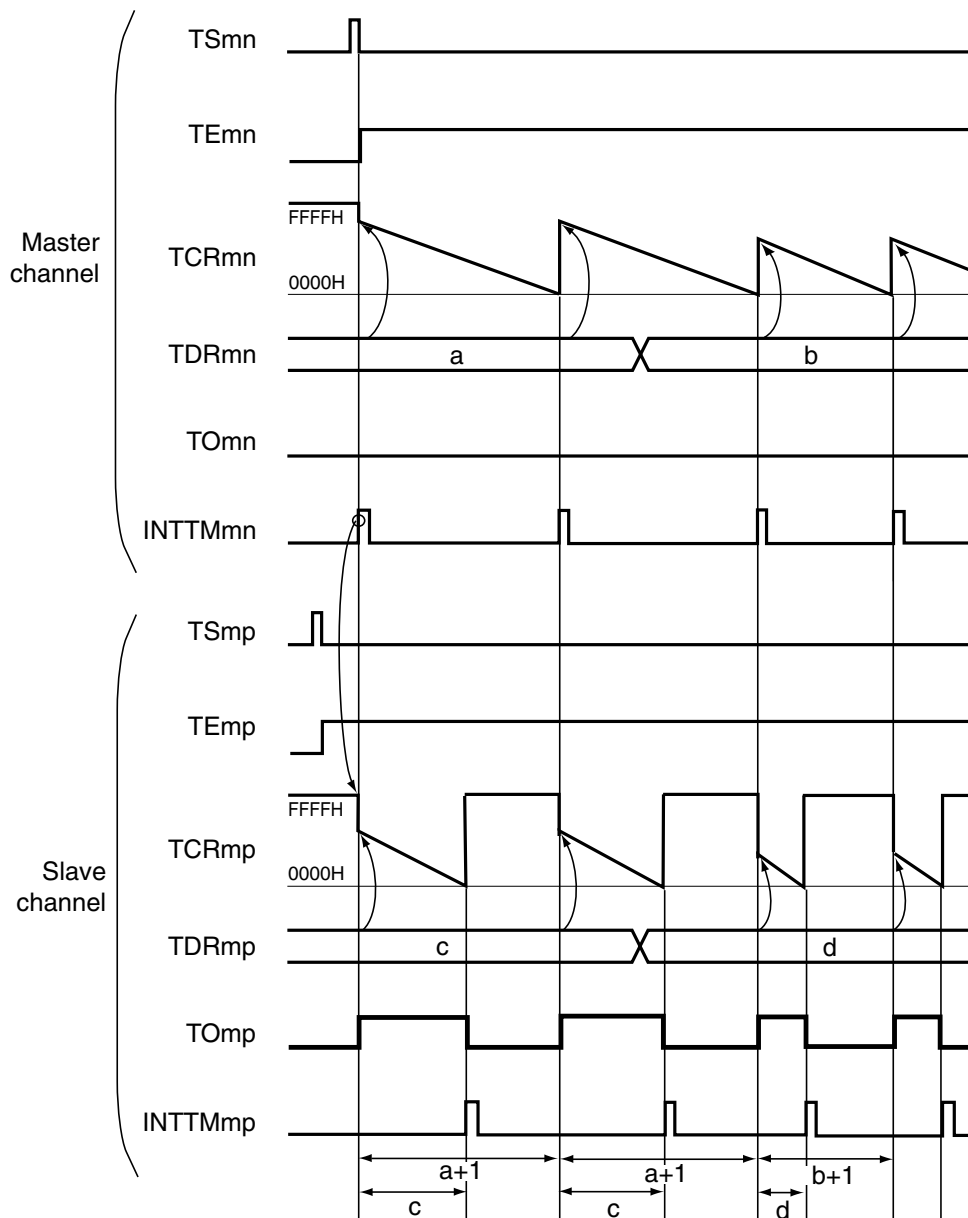 TSmn
TEmn
FFFFH
Master
channel
TCRmn
0000H
TDRmn
a
b
TOmn
INTTMmn
TSmp
TEmp
FFFFH
TCRmp
Slave
channel
0000H
TDRmp
c
d
TOmp
INTTMmp
a+1
a+1
b+1
c
c
d